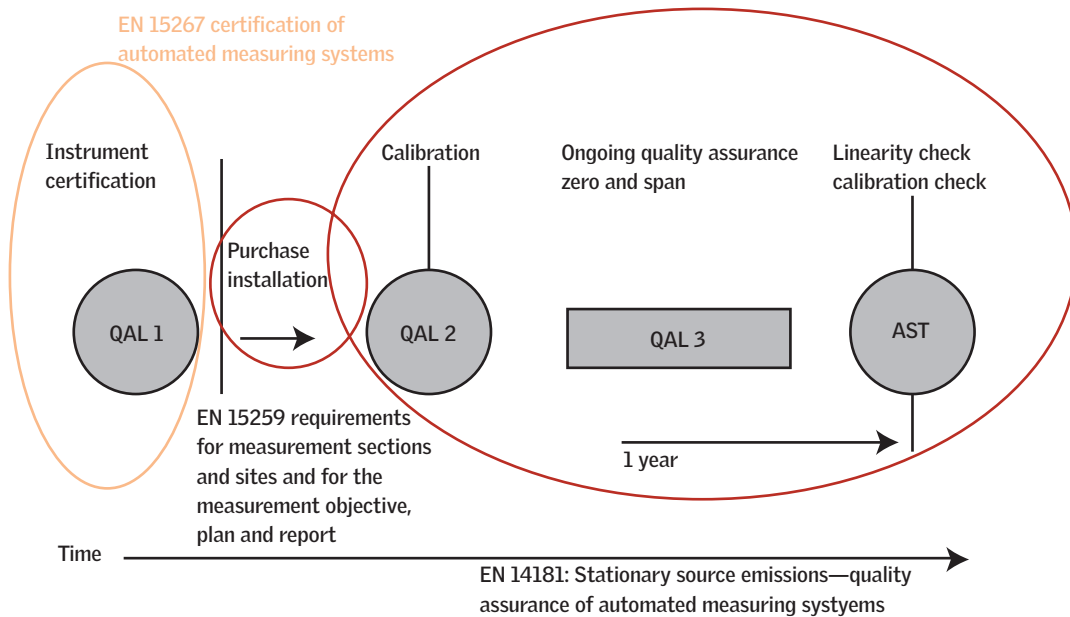 EN 15267 certification of
automated measuring systems
Instrument
certification
Calibration
Ongoing quality assurance
zero and span
Linearity check
calibration check
Purchase
installation
QAL 1
QAL 2
QAL 3
AST
EN 15259 requirements
for measurement sections
and sites and for the
measurement objective,
plan and report
1 year
Time
EN 14181: Stationary source emissions—quality
assurance of automated measuring systyems